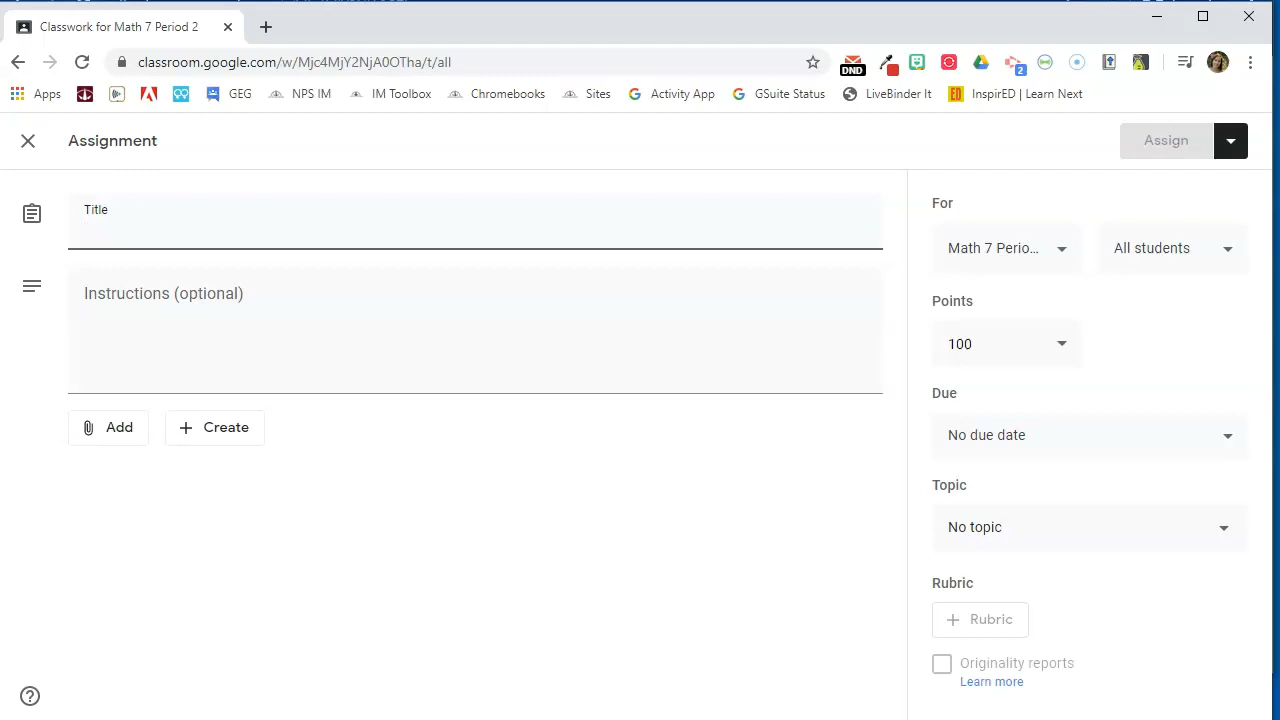 Classwork for Math 7 Period 2
classroom.google.com/w/Mjc4MjY2NjA0OTha/t/all
DND
2
Apps
GEG
NPS IM
IM Toolbox
Chromebooks
Sites
Activity App
GSuite Status
LiveBinder It
ED
InspirED | Learn Next
Assignment
Assign
Title
Instructions (optional)
Add
Create
For
Math 7 Perio...
All students
Points
100
Due
No due date
Topic
No topic
Rubric
Rubric
Originality reports
Learn more